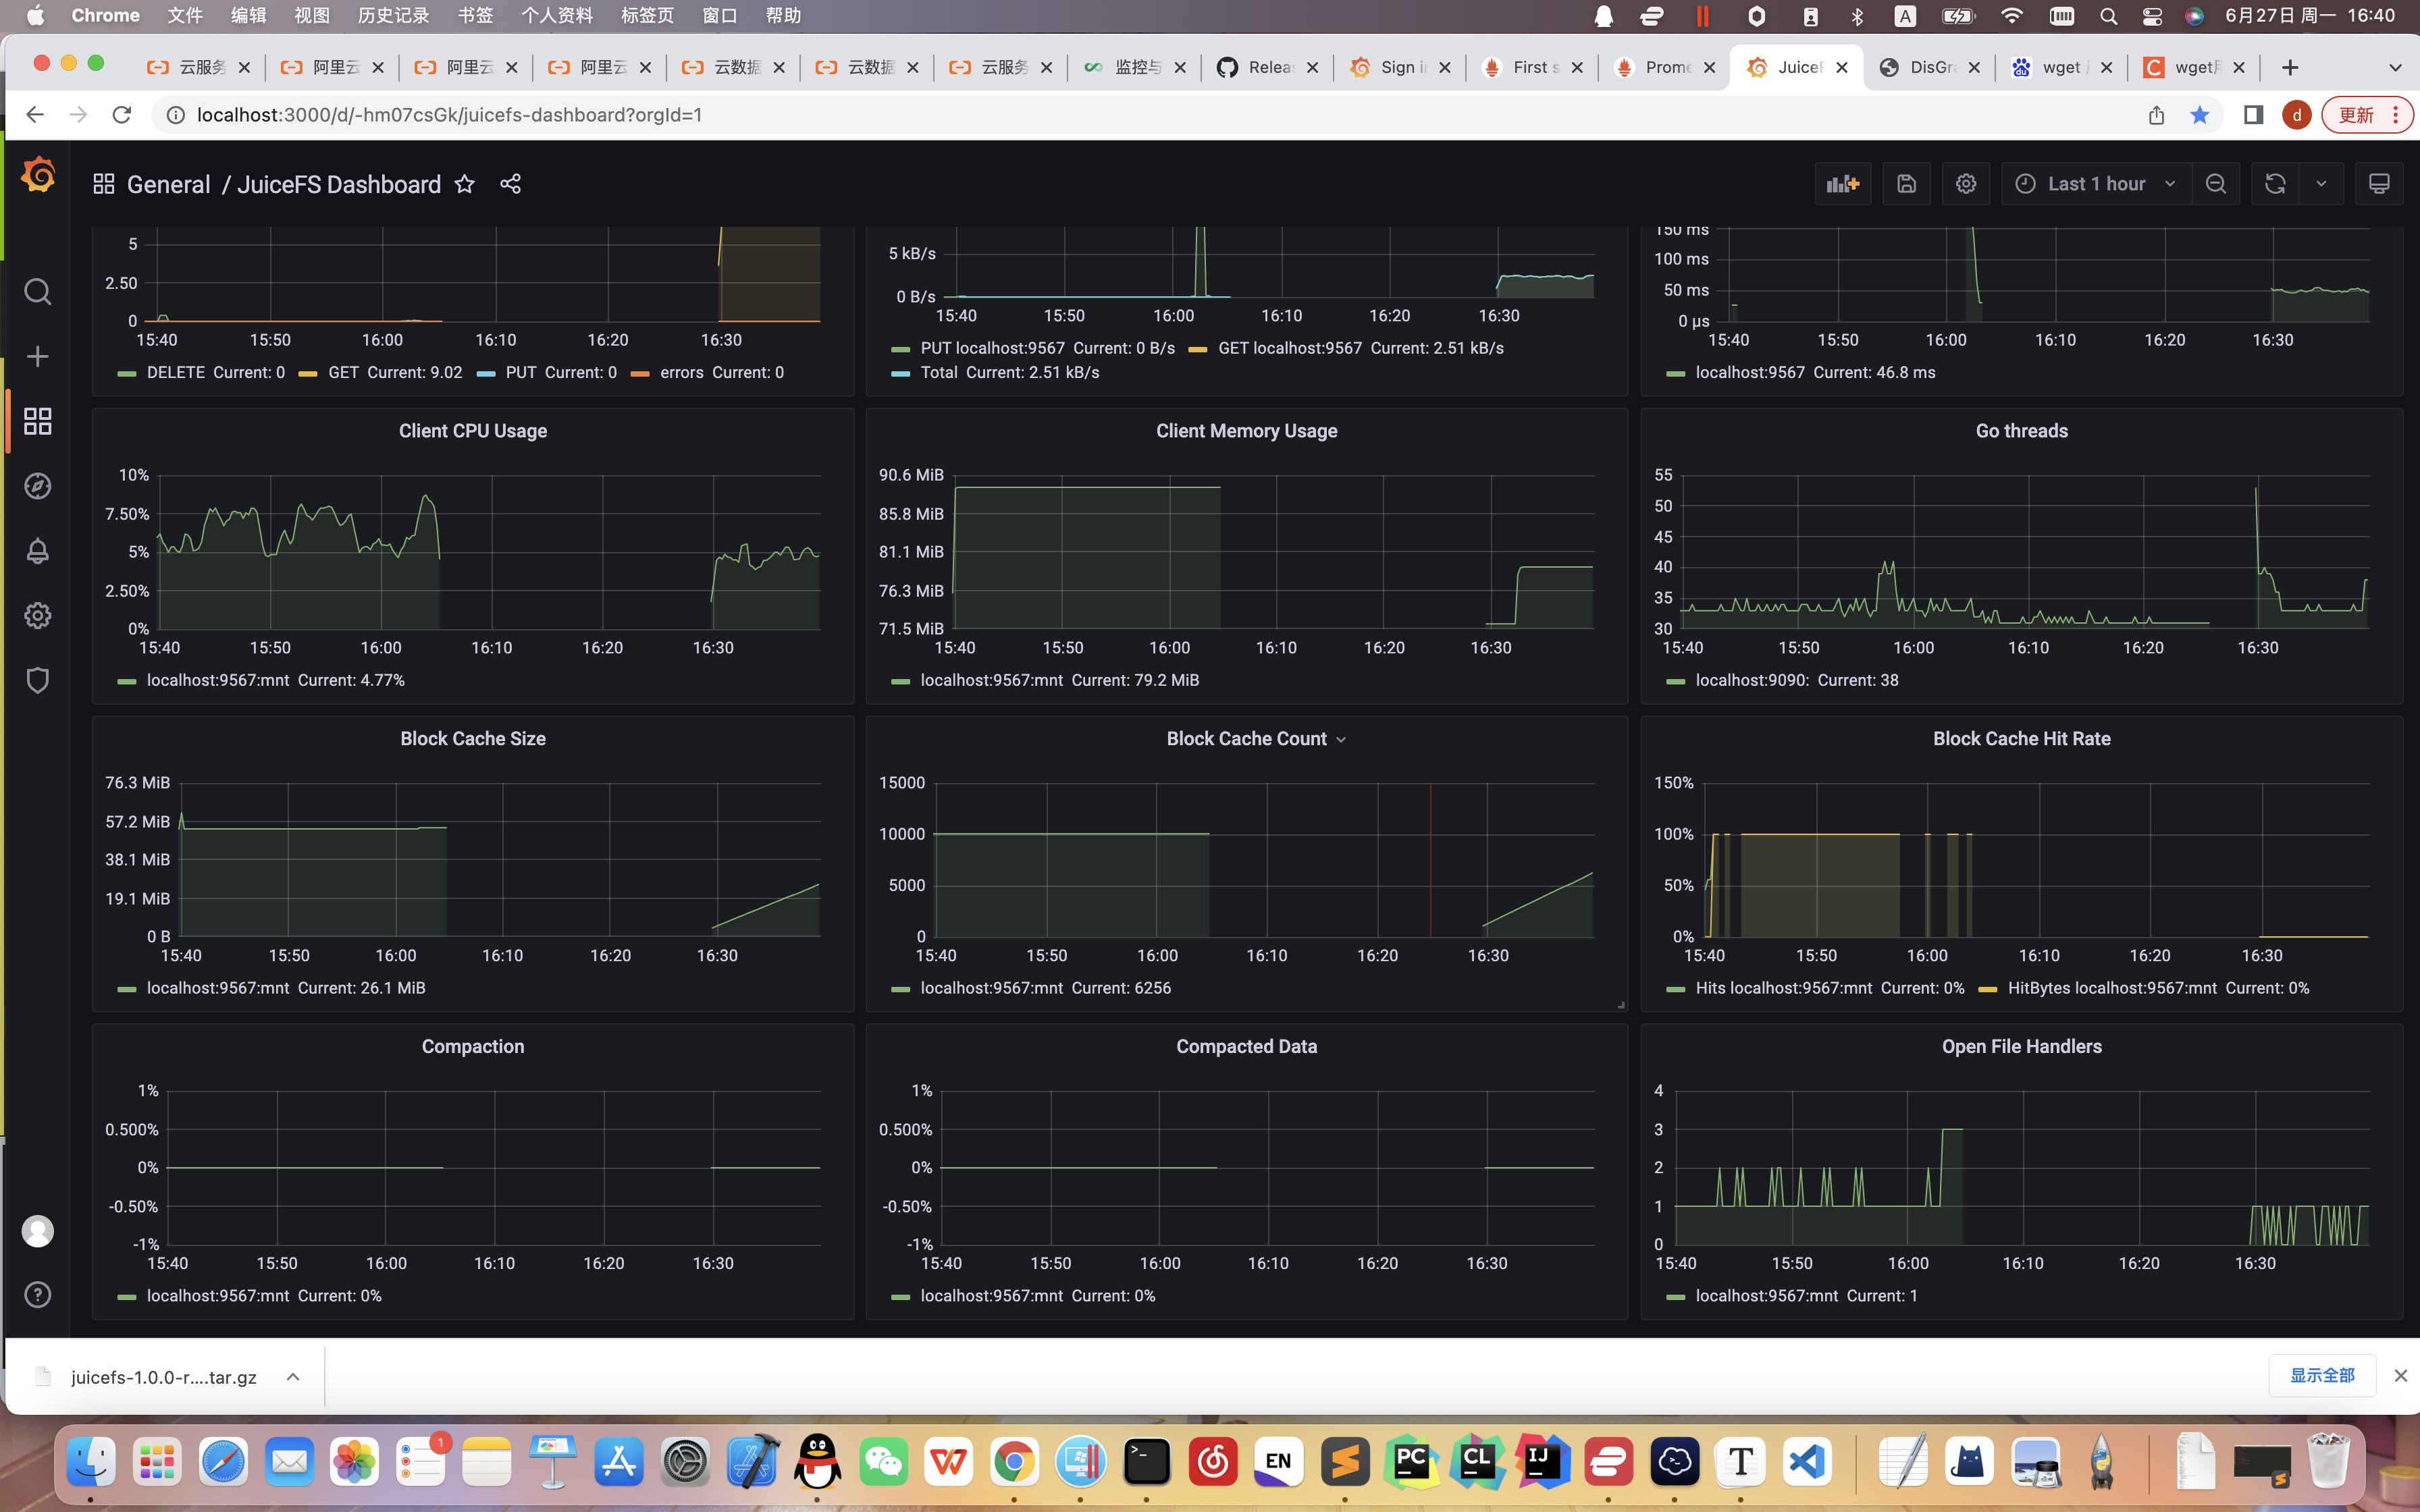 Chrome 文件 编辑 视图 历史记录 书签 个人资料 标签页 窗口 帮助 A 6月27日 周一 16:40
云服务 阿里云 阿里云 阿里云 云数据 云数据 云服务 监控与 Releas Sign i First s Prome JuiceF DisGr wget wget
localhost:3000/d/-hm07csGk/juicefs-dashboard?orgId=1 d 更新
General / JuiceFS Dashboard Last 1 hour
5
2.50
0
15:40 15:50 16:00 16:10 16:20 16:30
DELETE Current: 0 GET Current: 9.02 PUT Current: 0 errors Current: 0
5 kB/s
0 B/s
15:40 15:50 16:00 16:10 16:20 16:30
PUT localhost:9567 Current: 0 B/s GET localhost:9567 Current: 2.51 kB/s
Total Current: 2.51 kB/s
150 ms
100 ms
50 ms
0 µs
15:40 15:50 16:00 16:10 16:20 16:30
localhost:9567 Current: 46.8 ms
Client CPU Usage
10%
7.50%
5%
2.50%
0%
15:40 15:50 16:00 16:10 16:20 16:30
localhost:9567:mnt Current: 4.77%
Client Memory Usage
90.6 MiB
85.8 MiB
81.1 MiB
76.3 MiB
71.5 MiB
15:40 15:50 16:00 16:10 16:20 16:30
localhost:9567:mnt Current: 79.2 MiB
Go threads
55
50
45
40
35
30
15:40 15:50 16:00 16:10 16:20 16:30
localhost:9090: Current: 38
Block Cache Size
76.3 MiB
57.2 MiB
38.1 MiB
19.1 MiB
0 B
15:40 15:50 16:00 16:10 16:20 16:30
localhost:9567:mnt Current: 26.1 MiB
Block Cache Count
15000
10000
5000
0
15:40 15:50 16:00 16:10 16:20 16:30
localhost:9567:mnt Current: 6256
Block Cache Hit Rate
150%
100%
50%
0%
15:40 15:50 16:00 16:10 16:20 16:30
Hits localhost:9567:mnt Current: 0% HitBytes localhost:9567:mnt Current: 0%
Compaction
1%
0.500%
0%
-0.50%
-1%
15:40 15:50 16:00 16:10 16:20 16:30
localhost:9567:mnt Current: 0%
Compacted Data
1%
0.500%
0%
-0.50%
-1%
15:40 15:50 16:00 16:10 16:20 16:30
localhost:9567:mnt Current: 0%
Open File Handlers
4
3
2
1
0
15:40 15:50 16:00 16:10 16:20 16:30
localhost:9567:mnt Current: 1
juicefs-1.0.0-r....tar.gz 显示全部
1
EN PC CL IJ T